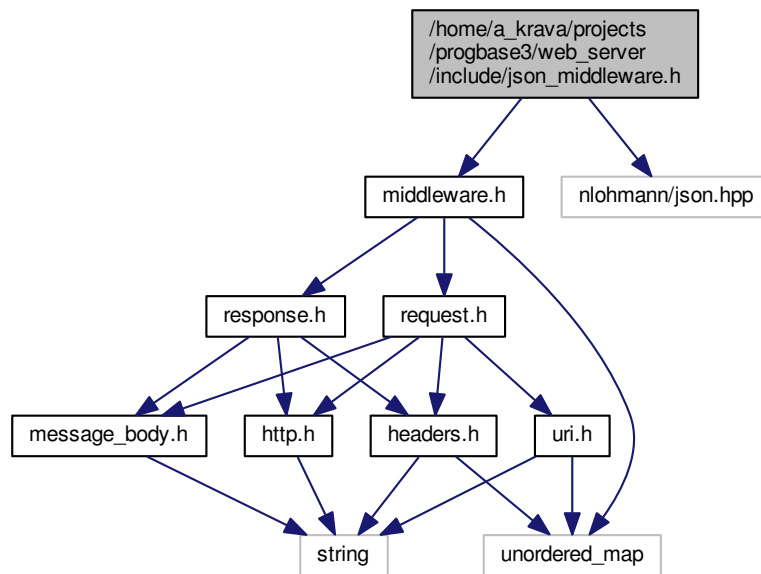 /home/a_krava/projects
/progbase3/web_server
/include/json_middleware.h
middleware.h
nlohmann/json.hpp
response.h
request.h
message_body.h
http.h
headers.h
uri.h
string
unordered_map